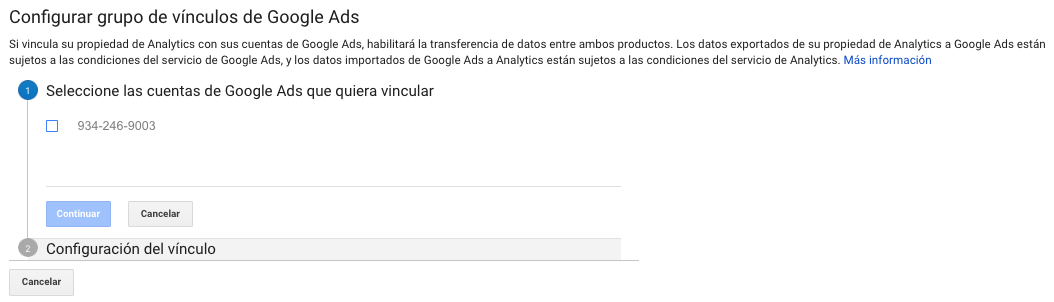 Configurar grupo de vínculos de Google Ads
Si vincula su propiedad de Analytics con sus cuentas de Google Ads, habilitará la transferencia de datos entre ambos productos. Los datos exportados de su propiedad de Analytics a Google Ads están
sujetos a las condiciones del servicio de Google Ads, y los datos importados de Google Ads a Analytics están sujetos a las condiciones del servicio de Analytics. Más información
1 Seleccione las cuentas de Google Ads que quiera vincular
934-246-9003
Continuar Cancelar
2 Configuración del vínculo
Cancelar